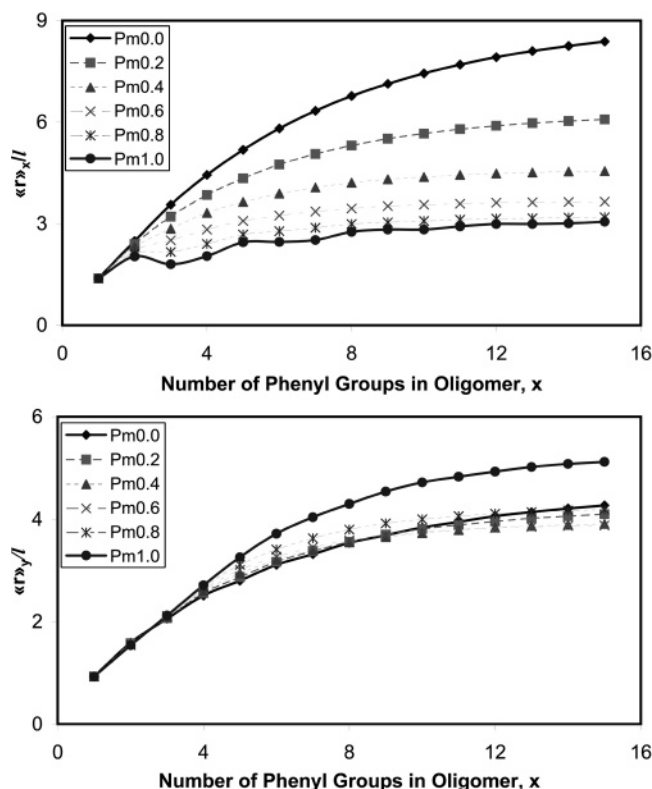 9
6
3
0
«r»x/l
Pm0.0
Pm0.2
Pm0.4
Pm0.6
Pm0.8
Pm1.0
0 4 8 12 16
Number of Phenyl Groups in Oligomer, x
6
4
2
0
«r»y/l
Pm0.0
Pm0.2
Pm0.4
Pm0.6
Pm0.8
Pm1.0
0 4 8 12 16
Number of Phenyl Groups in Oligomer, x